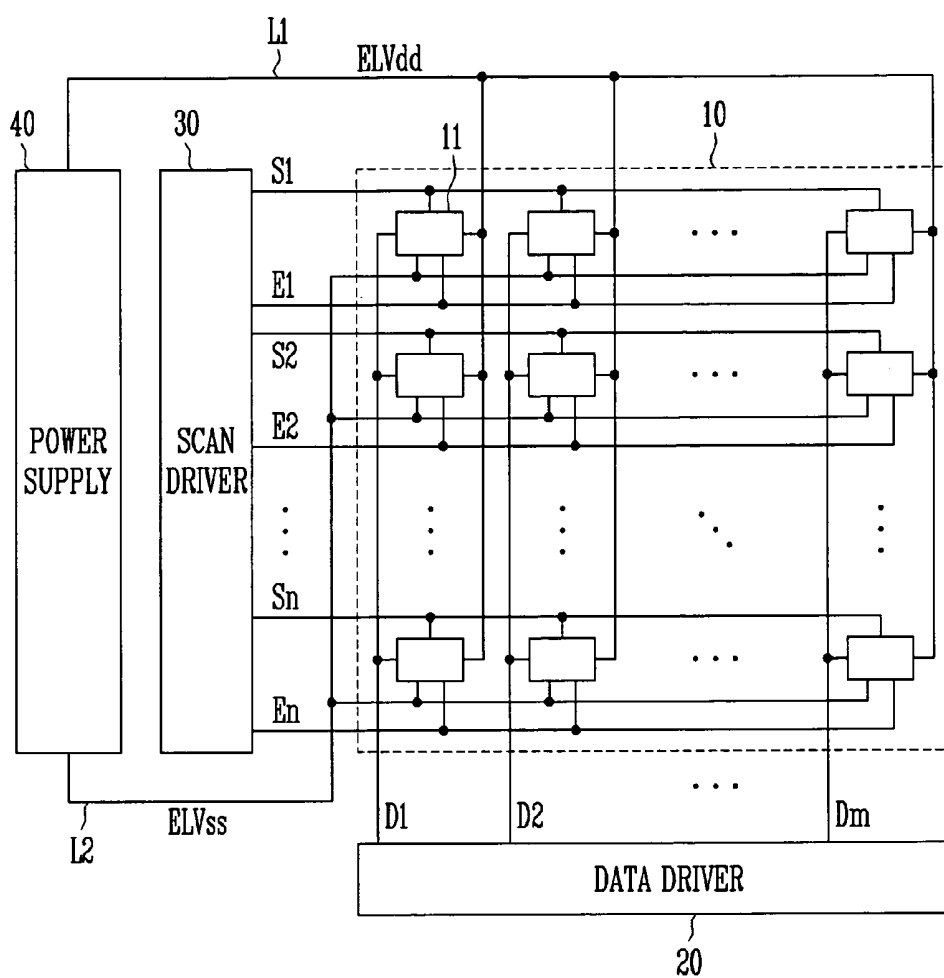 L1
ELVdd
40
30
11
10
S1
E1
S2
E2
POWER
SUPPLY
SCAN
DRIVER
Sn
En
L2
ELVss
D1
D2
Dm
DATA DRIVER
20